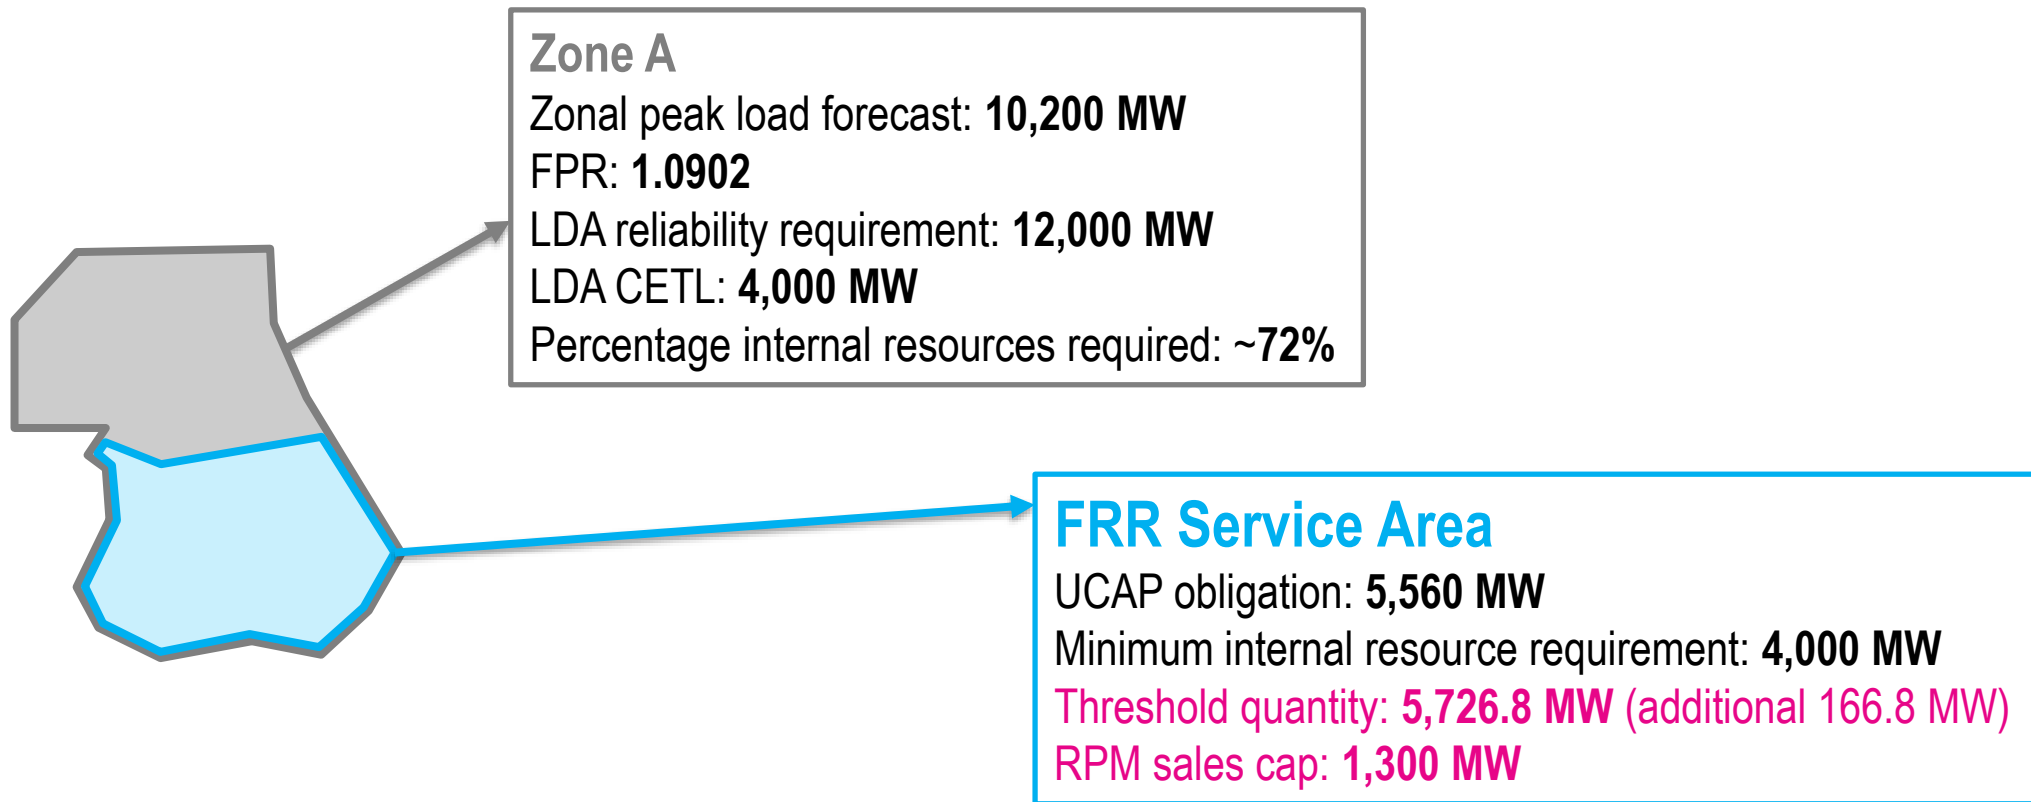 Zone A
Zonal peak load forecast: 10,200 MW
FPR: 1.0902
LDA reliability requirement: 12,000 MW
LDA CETL: 4,000 MW
Percentage internal resources required: ~72%
FRR Service Area
UCAP obligation: 5,560 MW
Minimum internal resource requirement: 4,000 MW
Threshold quantity: 5,726.8 MW (additional 166.8 MW)
RPM sales cap: 1,300 MW